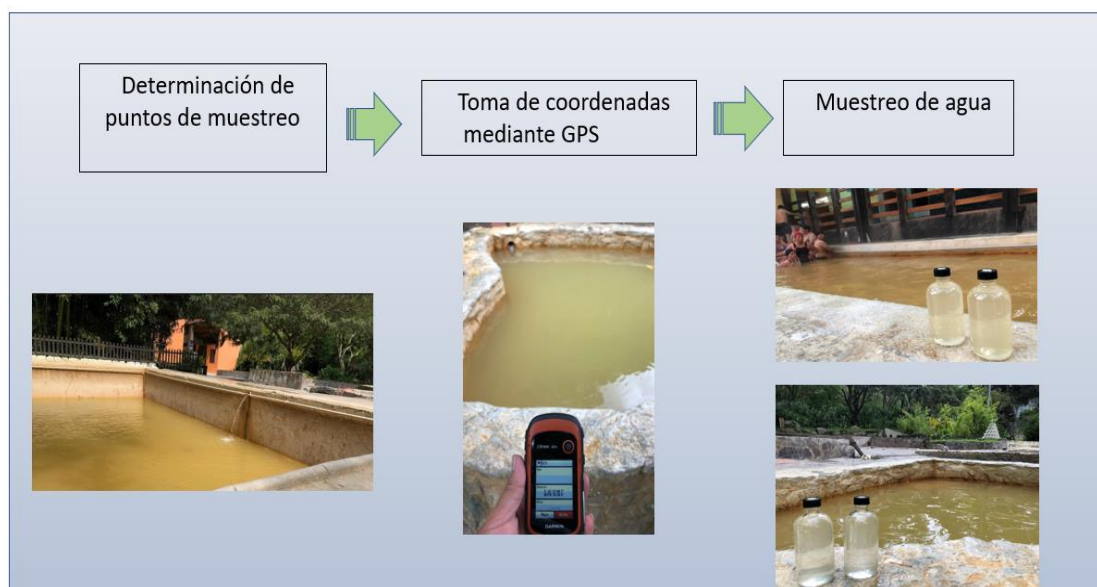 Determinación de
puntos de muestreo
Toma de coordenadas
mediante GPS
Muestreo de agua
GARMIN